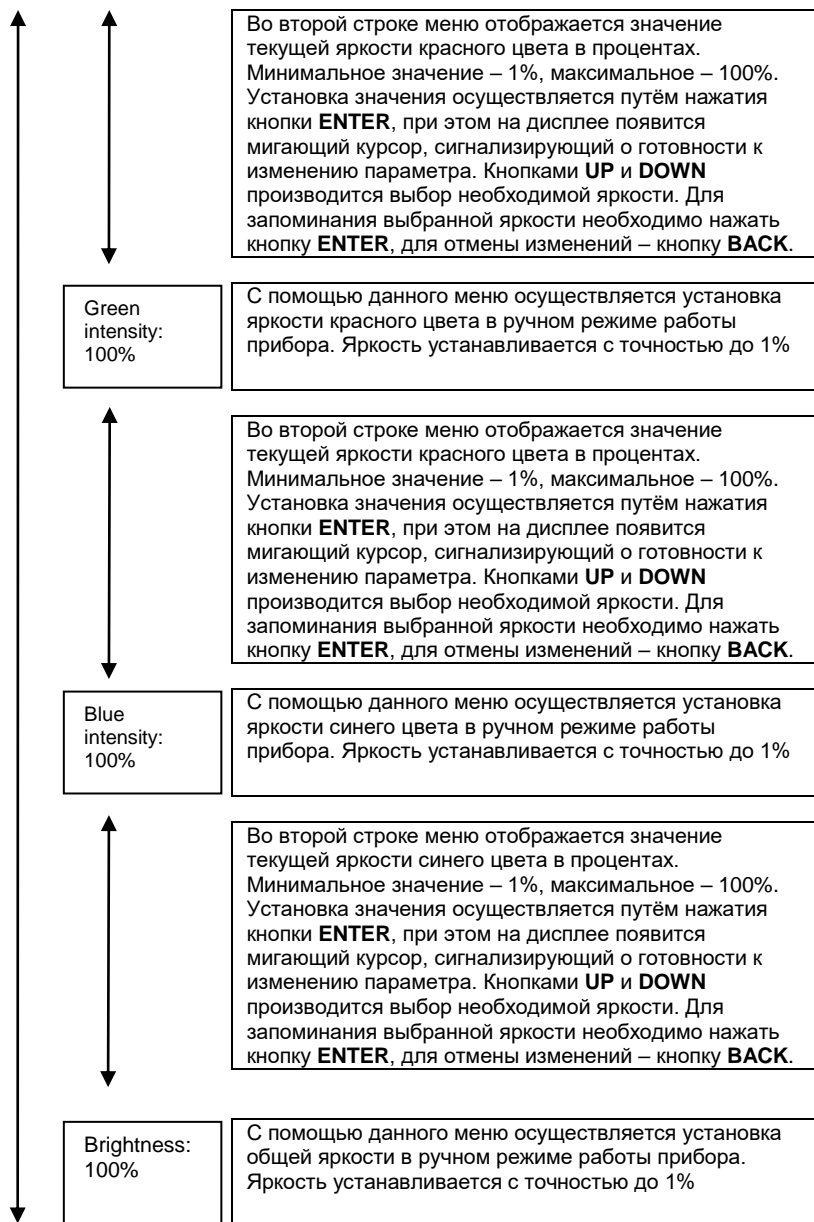 Во второй строке меню отображается значение
текущей яркости красного цвета в процентах.
Минимальное значение – 1%, максимальное – 100%.
Установка значения осуществляется путём нажатия
кнопки ENTER, при этом на дисплее появится
мигающий курсор, сигнализирующий о готовности к
изменению параметра. Кнопками UP и DOWN
производится выбор необходимой яркости. Для
запоминания выбранной яркости необходимо нажать
кнопку ENTER, для отмены изменений – кнопку BACK.
Green
intensity:
100%
С помощью данного меню осуществляется установка
яркости красного цвета в ручном режиме работы
прибора. Яркость устанавливается с точностью до 1%
Во второй строке меню отображается значение
текущей яркости красного цвета в процентах.
Минимальное значение – 1%, максимальное – 100%.
Установка значения осуществляется путём нажатия
кнопки ENTER, при этом на дисплее появится
мигающий курсор, сигнализирующий о готовности к
изменению параметра. Кнопками UP и DOWN
производится выбор необходимой яркости. Для
запоминания выбранной яркости необходимо нажать
кнопку ENTER, для отмены изменений – кнопку BACK.
Blue
intensity:
100%
С помощью данного меню осуществляется установка
яркости синего цвета в ручном режиме работы
прибора. Яркость устанавливается с точностью до 1%
Во второй строке меню отображается значение
текущей яркости синего цвета в процентах.
Минимальное значение – 1%, максимальное – 100%.
Установка значения осуществляется путём нажатия
кнопки ENTER, при этом на дисплее появится
мигающий курсор, сигнализирующий о готовности к
изменению параметра. Кнопками UP и DOWN
производится выбор необходимой яркости. Для
запоминания выбранной яркости необходимо нажать
кнопку ENTER, для отмены изменений – кнопку BACK.
Brightness:
100%
С помощью данного меню осуществляется установка
общей яркости в ручном режиме работы прибора.
Яркость устанавливается с точностью до 1%